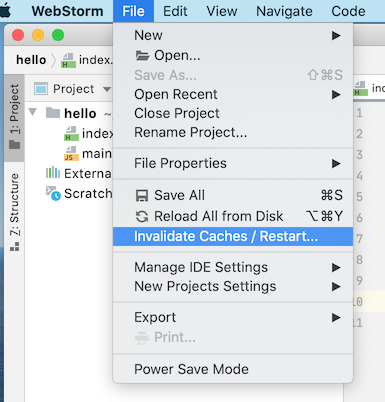 WebStorm File Edit View Navigate Code
hello index.
1: Project
Project
hello
index
main
Externa
Scratch
Z: Structure
New
Open...
Save As... ⇧⌘S
Open Recent
Close Project
Rename Project...
File Properties
Save All ⌘S
Reload All from Disk ⌥⌘Y
Invalidate Caches / Restart...
Manage IDE Settings
New Projects Settings
Export
Print...
Power Save Mode
ind
1
2
3
4
5
6
7
8
9
10
11